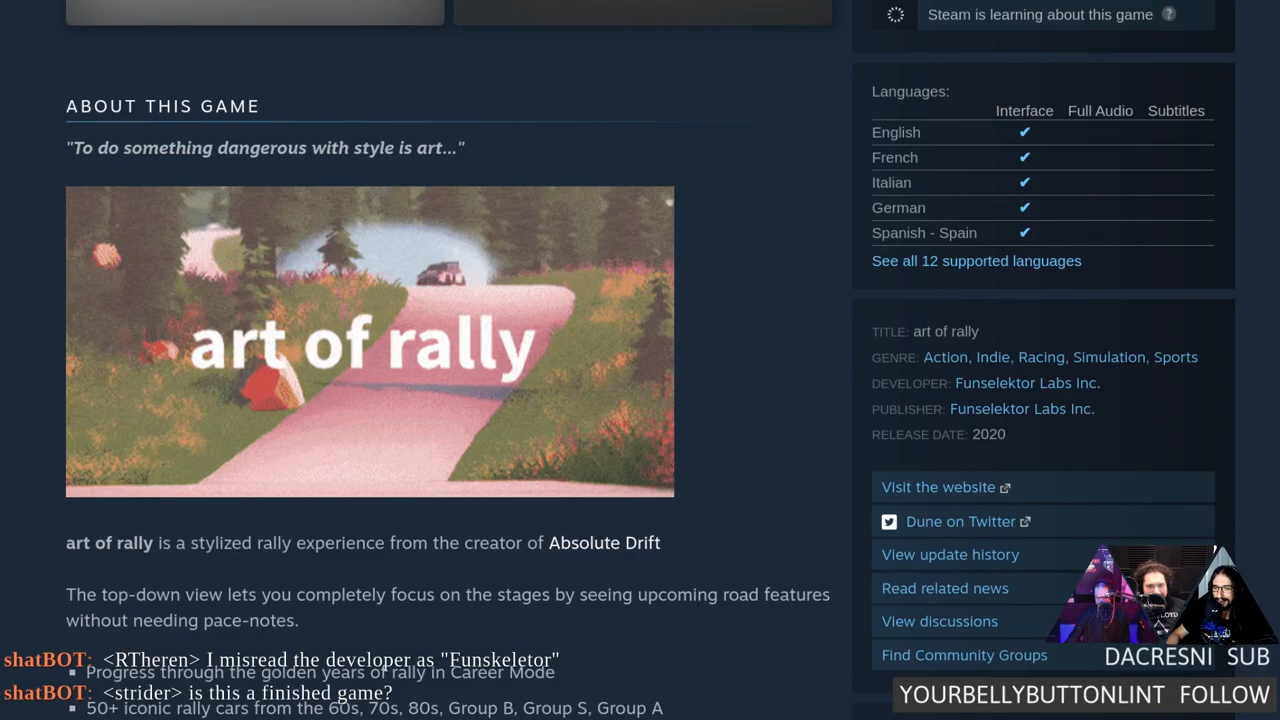 Steam is learning about this game ?
ABOUT THIS GAME
"To do something dangerous with style is art..."
art of rally
art of rally is a stylized rally experience from the creator of Absolute Drift
The top-down view lets you completely focus on the stages by seeing upcoming road features
without needing pace-notes.
Progress through the golden years of rally in Career Mode
50+ iconic rally cars from the 60s, 70s, 80s, Group B, Group S, Group A
shatBOT: <RTheren> I misread the developer as "Funskeletor"
shatBOT: <strider> is this a finished game?
Languages:
Interface Full Audio Subtitles
English ✔
French ✔
Italian ✔
German ✔
Spanish - Spain ✔
See all 12 supported languages
TITLE: art of rally
GENRE: Action, Indie, Racing, Simulation, Sports
DEVELOPER: Funselektor Labs Inc.
PUBLISHER: Funselektor Labs Inc.
RELEASE DATE: 2020
Visit the website
Dune on Twitter
View update history
Read related news
View discussions
Find Community Groups
DACRESNI SUB
YOURBELLYBUTTONLINT FOLLOW